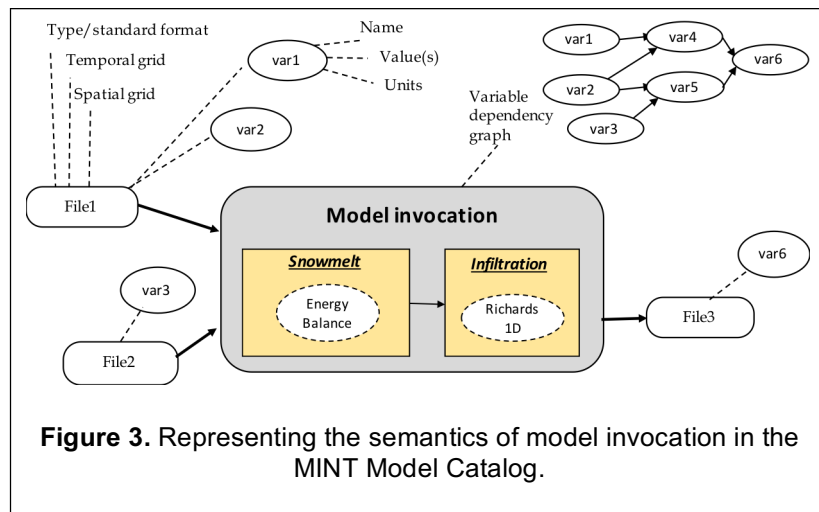 Type/standard format
Temporal grid
Spatial grid
File1
var1
Name
Value(s)
Units
var2
Variable
dependency
graph
var1
var2
var3
var4
var5
var6
Model invocation
Snowmelt
Energy
Balance
Infiltration
Richards
1D
var3
File2
var6
File3
Figure 3. Representing the semantics of model invocation in the
MINT Model Catalog.